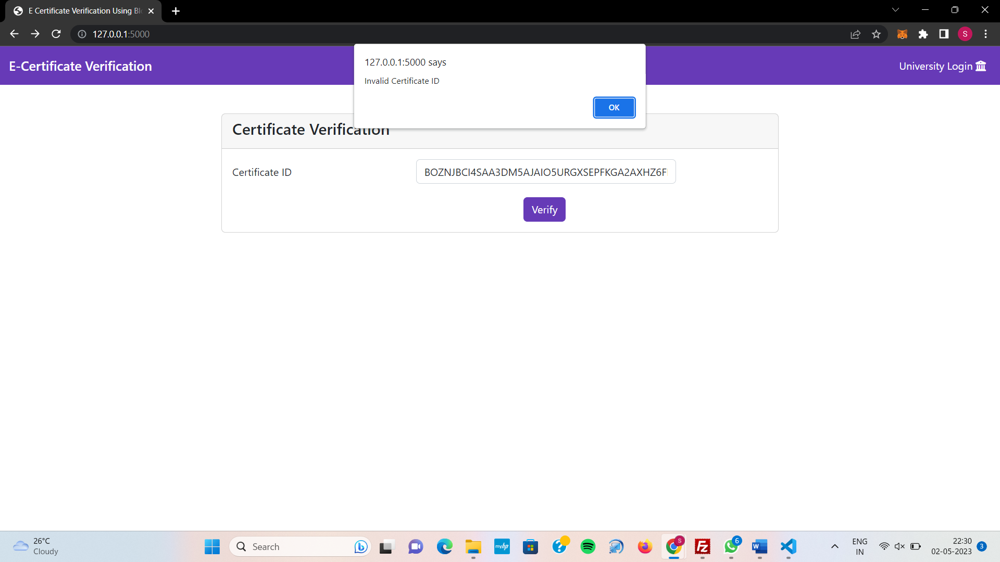 E Certificate Verification Using Bl
127.0.0.1:5000
S
E-Certificate Verification
University Login
127.0.0.1:5000 says
Invalid Certificate ID
OK
Certificate Verification
Certificate ID
BOZNJBCI4SAA3DM5AJAIO5URGXSEPFKGA2AXHZ6F
Verify
26°C
Cloudy
Search
myhp
S
FZ
6
W
ENG
IN
22:30
02-05-2023
3